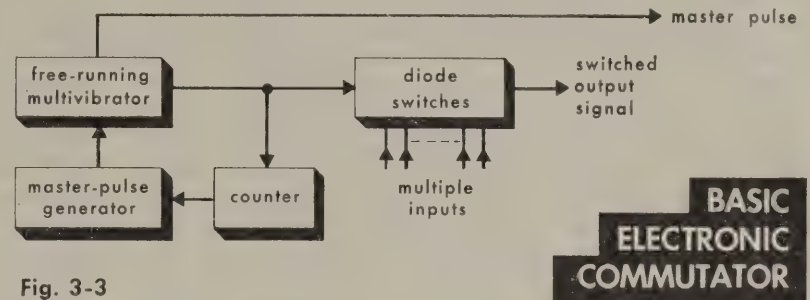 master pulse
free-running
multivibrator
diode
switches
switched
output
signal
master-pulse
generator
counter
multiple
inputs
BASIC
ELECTRONIC
COMMUTATOR
Fig. 3-3